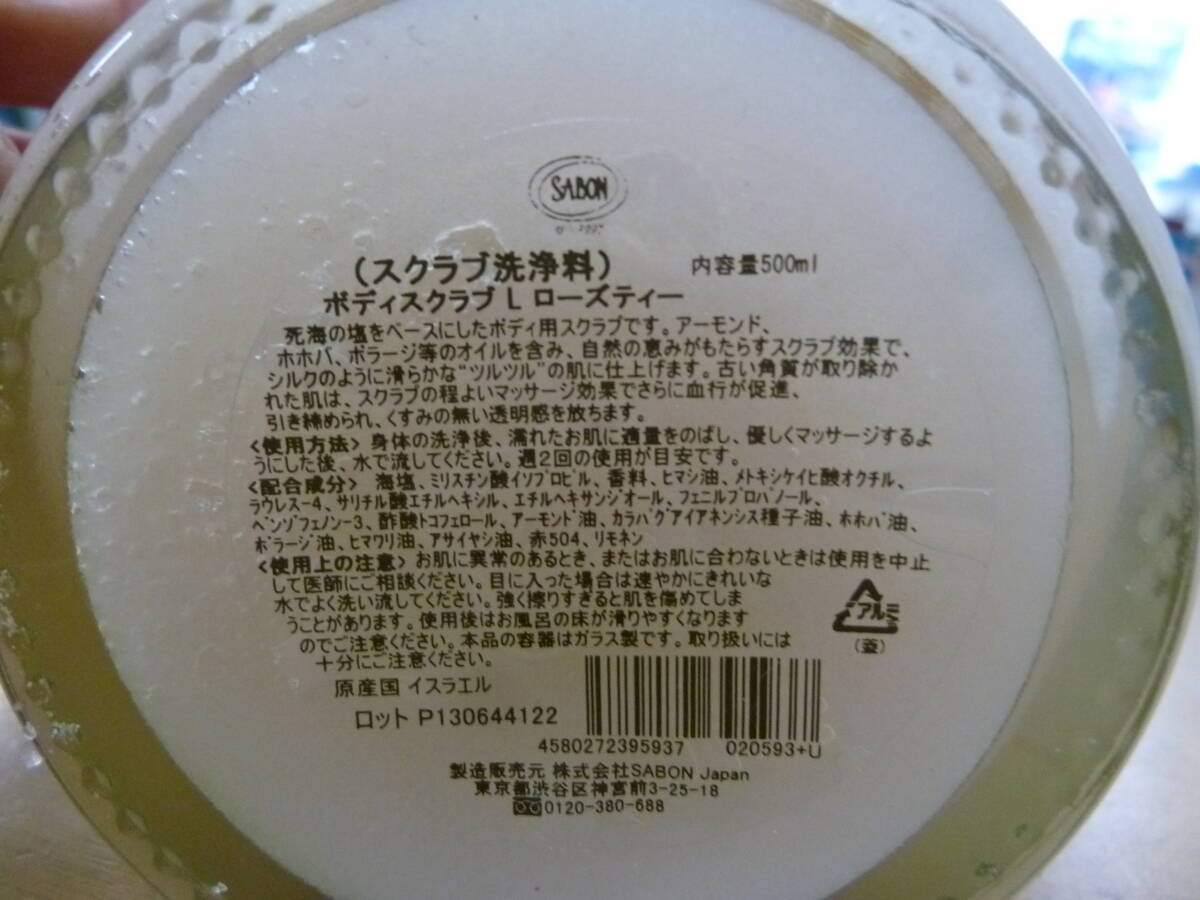 SABON
（スクラブ洗浄料） 内容量500ml
ボディスクラブ L ローズティー
死海の塩をベースにしたボディ用スクラブです。アーモンド、
ホホバ、ボラージ等のオイルを含み、自然の恵みがもたらすスクラブ効果で、
シルクのように滑らかな"ツルツル"の肌に仕上げます。古い角質が取り除か
れた肌は、スクラブの程よいマッサージ効果でさらに血行が促進、
引き締められ、くすみの無い透明感を放ちます。
<使用方法> 身体の洗浄後、濡れたお肌に適量をのばし、優しくマッサージするよ
うにした後、水で流してください。週2回の使用が目安です。
<配合成分> 海塩、ミリスチン酸イソプロピル、香料、ヒマシ油、メトキシケイヒ酸オクチル、
ラウレス-4、サリチル酸エチルヘキシル、エチルヘキサンジオール、フェニルプロパノール、
ベンゾフェノン-3、酢酸トコフェロール、アーモンド油、カラパグアイアネンシス種子油、ホホバ油、
ボラージ油、ヒマワリ油、アサイヤシ油、赤504、リモネン
<使用上の注意> お肌に異常のあるとき、またはお肌に合わないときは使用を中止
して医師にご相談ください。目に入った場合は速やかにきれいな
水でよく洗い流してください。強く擦りすぎると肌を傷めてしま
うことがあります。使用後はお風呂の床が滑りやすくなります
のでご注意ください。本品の容器はガラス製です。取り扱いには
十分にご注意ください。
アルミ
（蓋）
原産国 イスラエル
ロット P130644122
4580272395937 020593+U
製造販売元 株式会社SABON Japan
東京都渋谷区神宮前3-25-18
0120-380-688